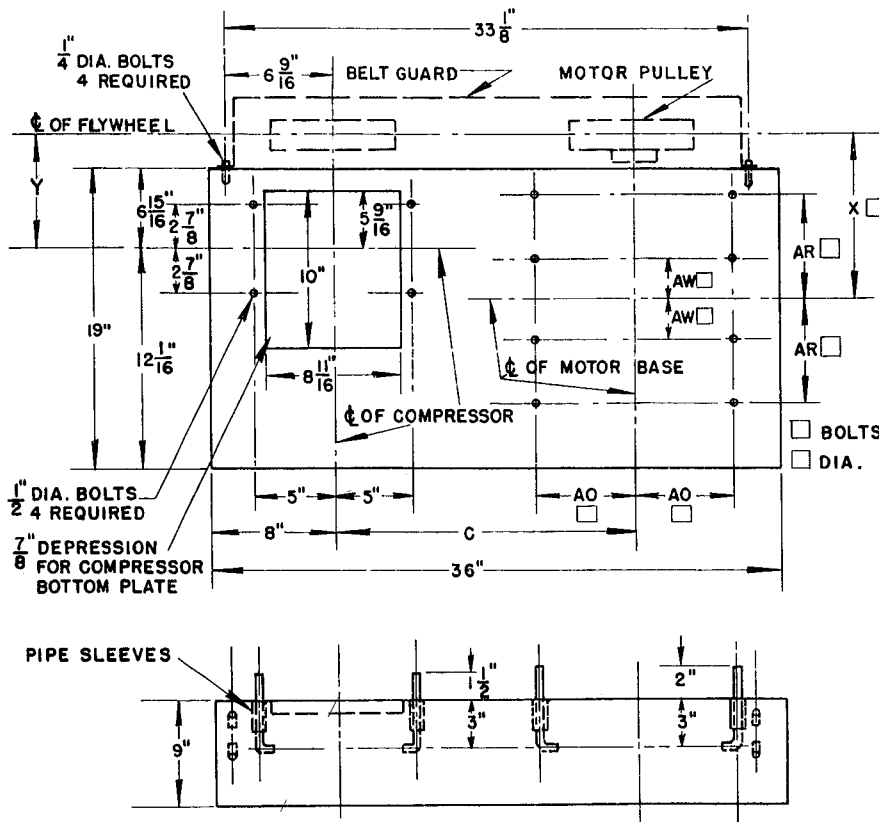 33 1/8"
1/4" DIA. BOLTS
4 REQUIRED
6 9/16"
BELT GUARD
MOTOR PULLEY
℄ OF FLYWHEEL
Y
6 15/16"
2 7/8"
2 7/8"
5 9/16"
10"
X □
AR □
AW □
AW □
AR □
19"
12 1/16"
8 11/16"
℄ OF MOTOR BASE
℄ OF COMPRESSOR
□ BOLTS
□ DIA.
1/2" DIA. BOLTS
4 REQUIRED
5"
5"
AO
□
AO
□
8"
C
7/8" DEPRESSION
FOR COMPRESSOR
BOTTOM PLATE
36"
PIPE SLEEVES
1/2"
2"
3"
3"
9"